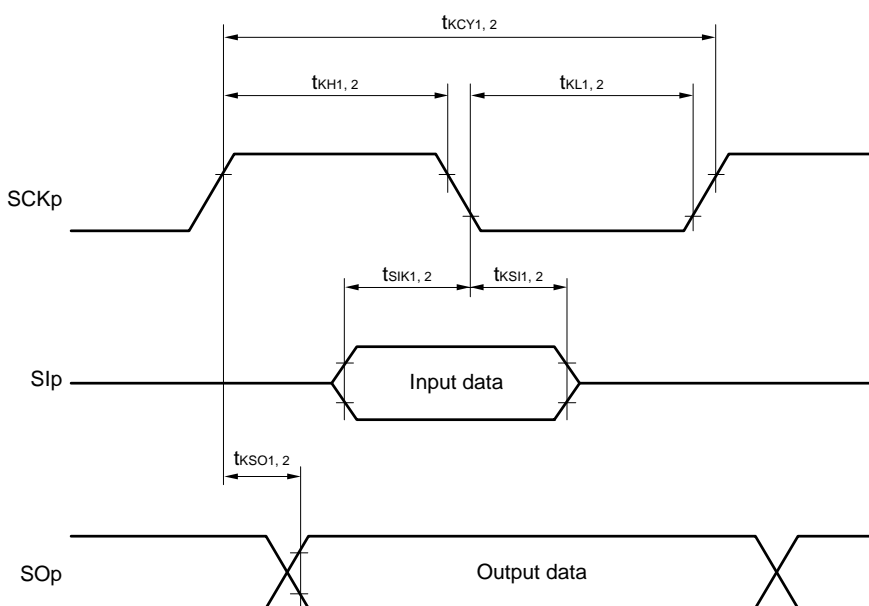 tKCY1, 2
tKH1, 2
tKL1, 2
SCKp
tSIK1, 2
tKSI1, 2
SIp
Input data
tKSO1, 2
SOp
Output data